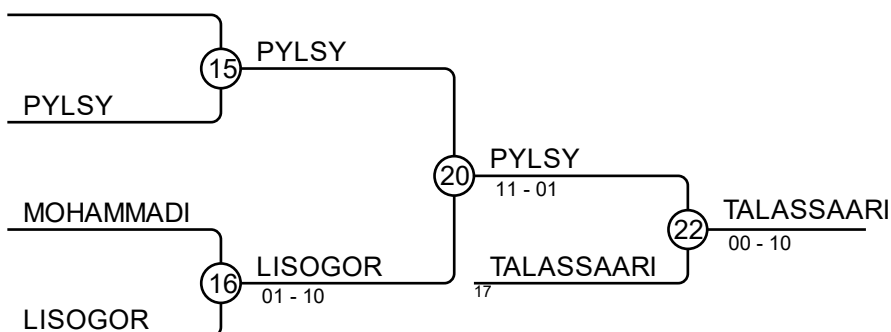 PYLSY
15
PYLSY
MOHAMMADI
LISOGOR
16
LISOGOR
01 - 10
20
PYLSY
11 - 01
TALASSAARI
17
22
TALASSAARI
00 - 10